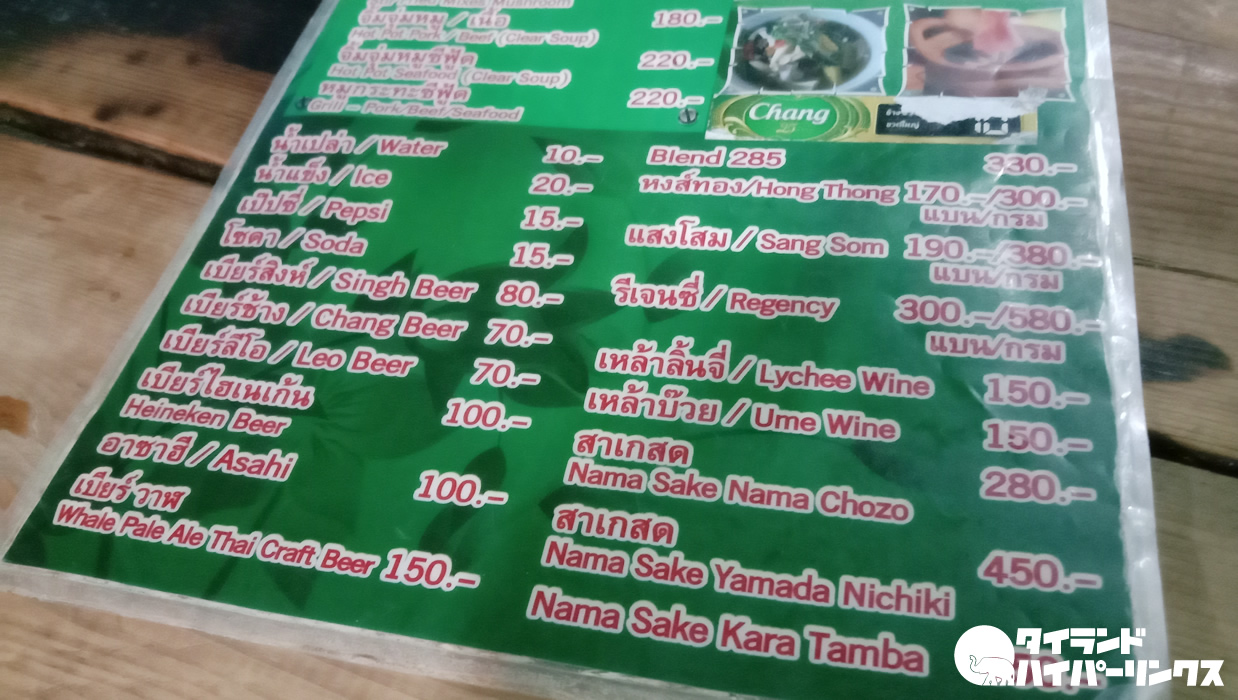 จิ้มจุ่มหมู / เนื้อ 180.-
Hot Pot Pork / Beef (Clear Soup)
จิ้มจุ่มหมูซีฟู้ด 220.-
Hot Pot Seafood (Clear Soup)
หมูกระทะซีฟู้ด 220.-
Grill - Pork/Beef/Seafood
Chang
น้ำเปล่า / Water 10.-
น้ำแข็ง / Ice 20.-
เป๊ปซี่ / Pepsi 15.-
โซดา / Soda 15.-
เบียร์สิงห์ / Singh Beer 80.-
เบียร์ช้าง / Chang Beer 70.-
เบียร์ลีโอ / Leo Beer 70.-
เบียร์ไฮเนเก้น
Heineken Beer 100.-
อาซาฮี / Asahi 100.-
เบียร์ วาฬ
Whale Pale Ale Thai Craft Beer 150.-
Blend 285 330.-
หงส์ทอง/Hong Thong 170.-/300.-
แบน/กรม
แสงโสม / Sang Som 190.-/380.-
แบน/กรม
รีเจนซี่ / Regency 300.-/580.-
แบน/กรม
เหล้าลิ้นจี่ / Lychee Wine 150.-
เหล้าบ๊วย / Ume Wine 150.-
สาเกสด
Nama Sake Nama Chozo 280.-
สาเกสด
Nama Sake Yamada Nichiki 450.-
Nama Sake Kara Tamba
タイランド
ハイパーリンクス